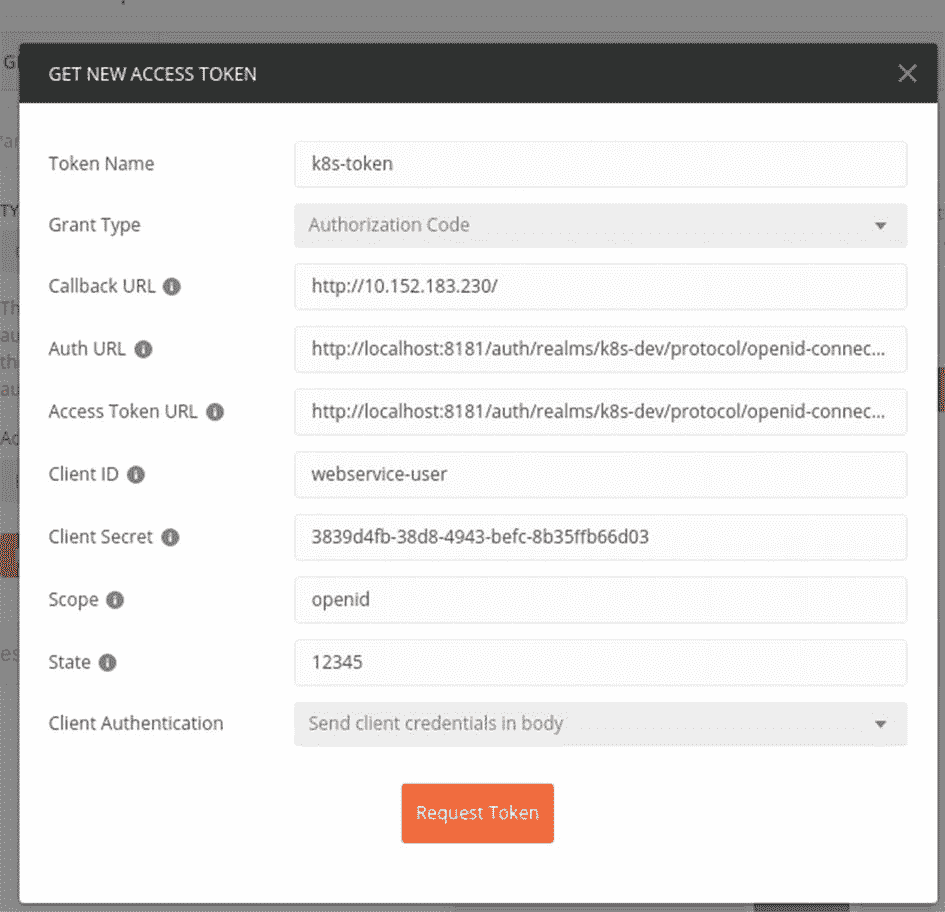 GET NEW ACCESS TOKEN
Token Name
k8s-token
Grant Type
Authorization Code
Callback URL
http://10.152.183.230/
Auth URL
http://localhost:8181/auth/realms/k8s-dev/protocol/openid-connec...
Access Token URL
http://localhost:8181/auth/realms/k8s-dev/protocol/openid-connec...
Client ID
webservice-user
Client Secret
3839d4fb-38d8-4943-befc-8b35ffb66d03
Scope
openid
State
12345
Client Authentication
Send client credentials in body
Request Token